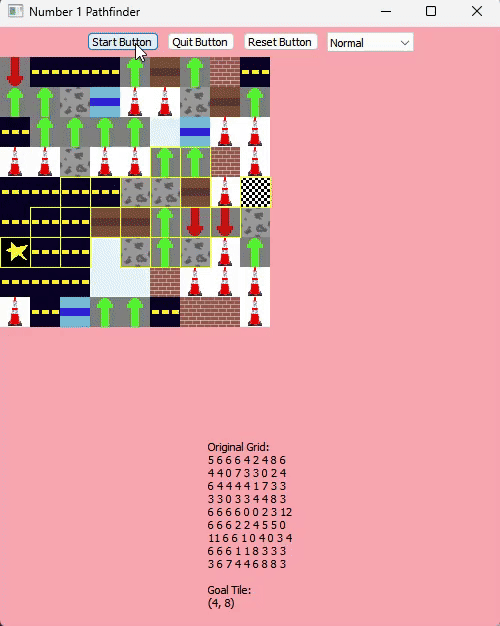 Number 1 Pathfinder
Start Button Quit Button Reset Button Normal
Original Grid:
5 6 6 6 4 2 4 8 6
4 4 0 7 3 3 0 2 4
6 4 4 4 4 1 7 3 3
3 3 0 3 3 4 4 8 3
6 6 6 6 0 0 2 3 12
6 6 6 2 2 4 5 5 0
11 6 6 1 0 4 0 3 4
6 6 6 1 1 8 3 3 3
3 6 7 4 4 6 8 8 3
Goal Tile:
(4, 8)